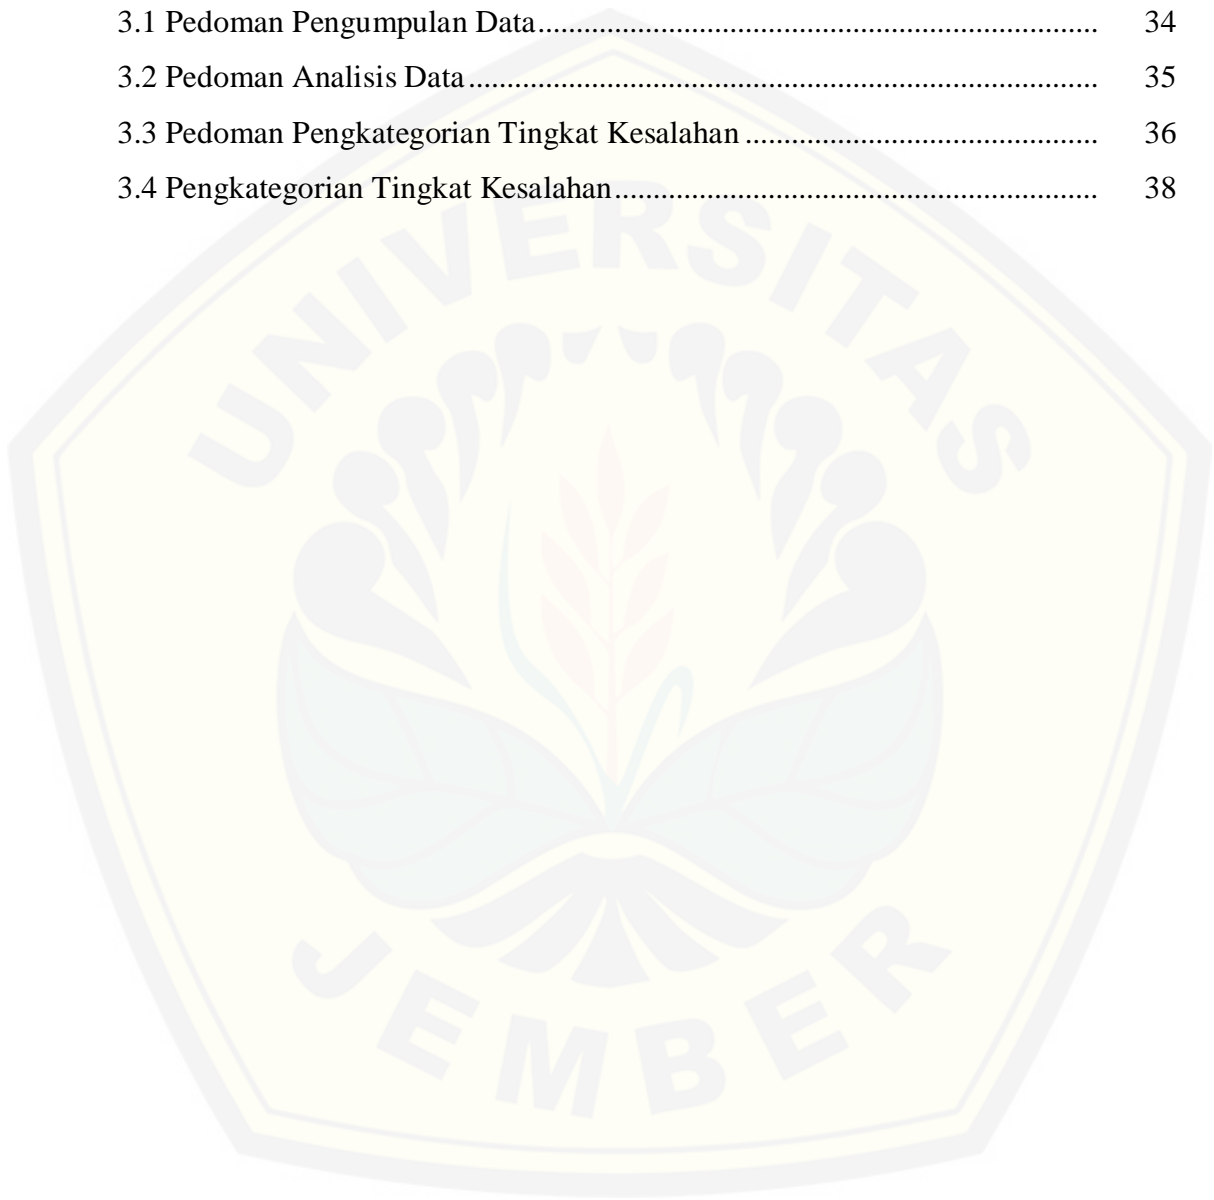 3.1 Pedoman Pengumpulan Data........................................................................ 34
3.2 Pedoman Analisis Data................................................................................. 35
3.3 Pedoman Pengkategorian Tingkat Kesalahan ............................................. 36
3.4 Pengkategorian Tingkat Kesalahan.............................................................. 38
UNIVERSITAS
JEMBER